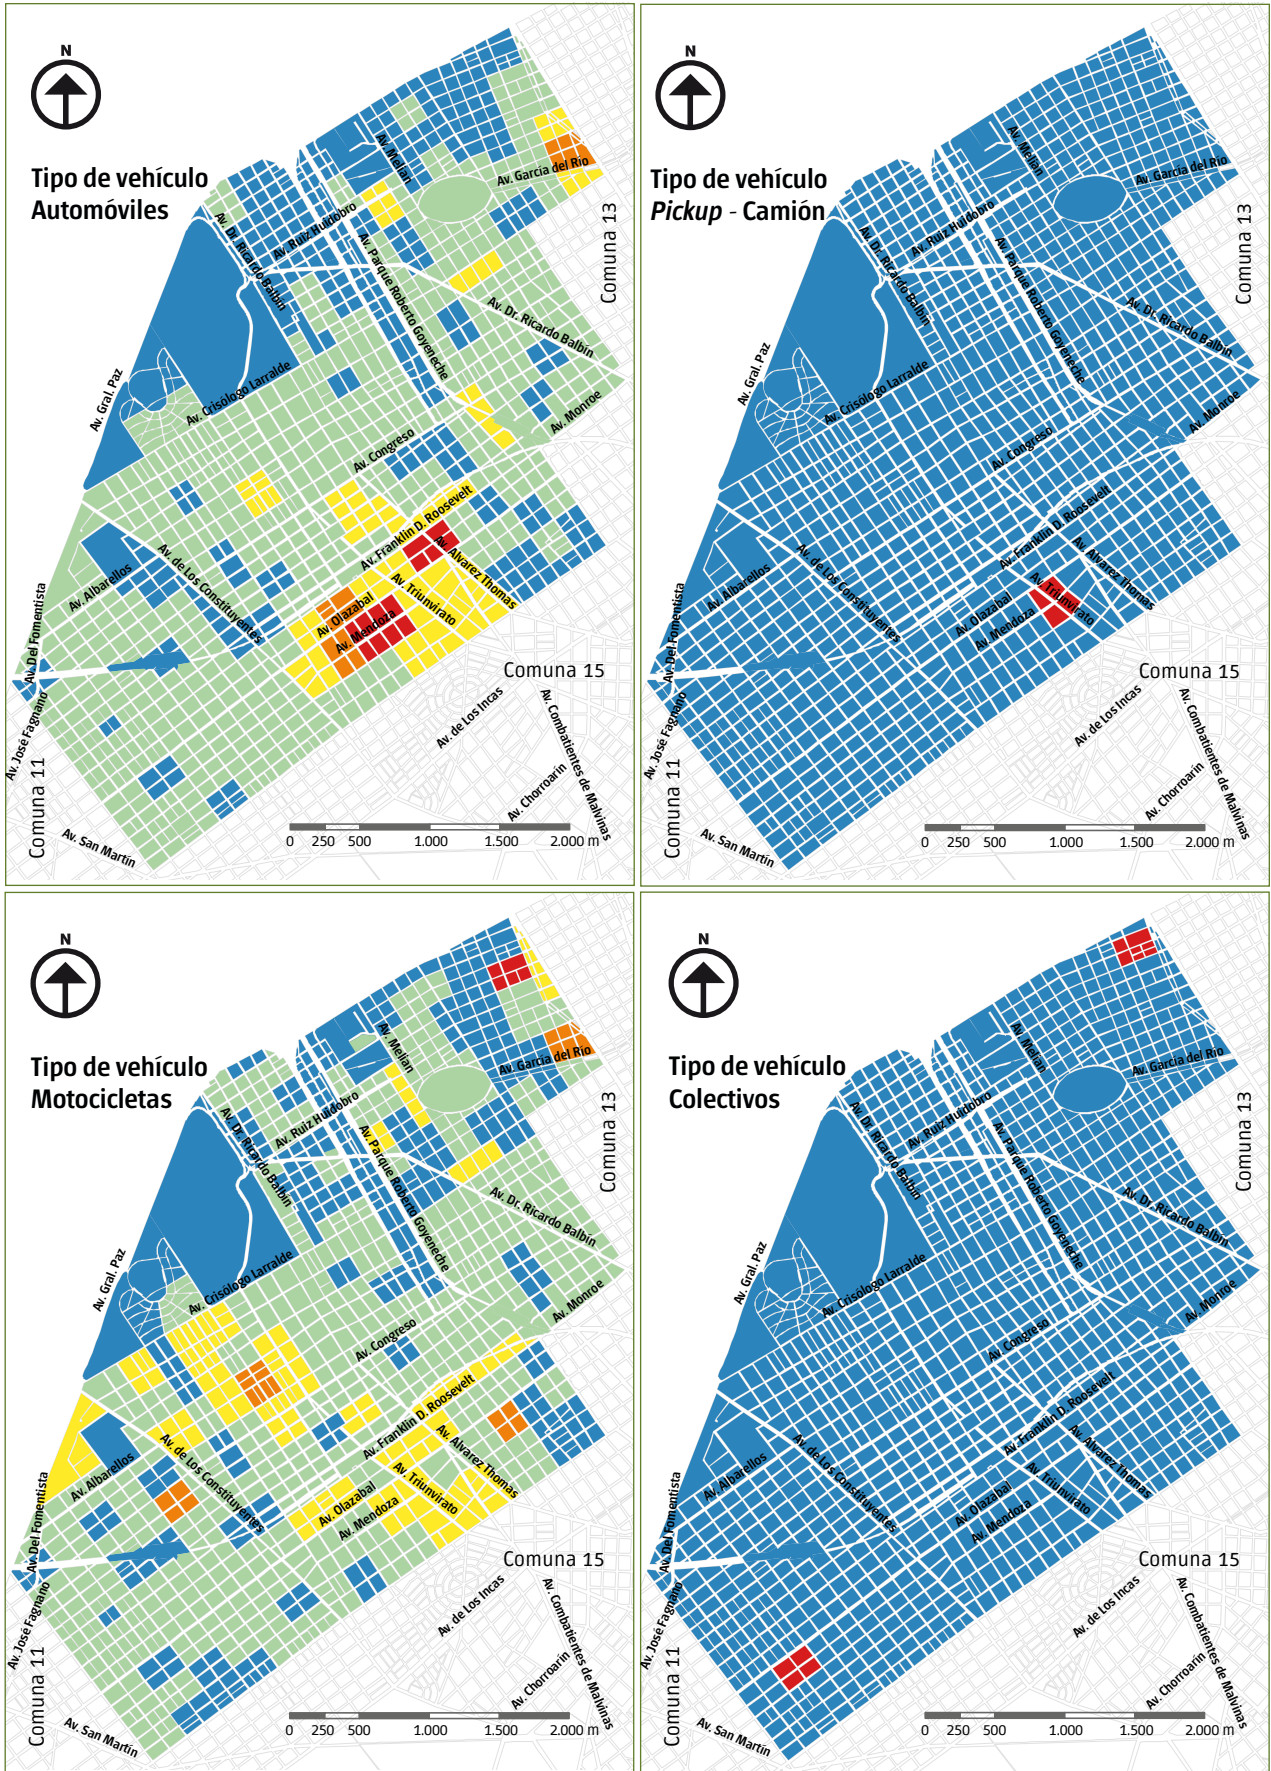 N
Tipo de vehículo
Automóviles
Av. Melian
Av. García del Río
Av. Dr. Ricardo Balbín
Av. Ruiz Huidobro
Av. Parque Roberto Goyeneche
Comuna 13
Av. Dr. Ricardo Balbín
Av. Gral. Paz
Av. Crisólogo Larralde
Av. Monroe
Av. Congreso
Av. Franklin D. Roosevelt
Av. Alvarez Thomas
Av. de Los Constituyentes
Av. Albarellos
Av. Triunvirato
Av. Olazabal
Av. Mendoza
Av. Del Fomentista
Comuna 15
Av. José Fagnano
Av. de Los Incas
Av. Combatientes de Malvinas
Av. Chorroarín
Comuna 11
Av. San Martín
0 250 500 1.000 1.500 2.000 m
N
Tipo de vehículo
Pickup - Camión
Av. Melian
Av. García del Río
Av. Dr. Ricardo Balbín
Av. Ruiz Huidobro
Av. Parque Roberto Goyeneche
Comuna 13
Av. Dr. Ricardo Balbín
Av. Gral. Paz
Av. Crisólogo Larralde
Av. Monroe
Av. Congreso
Av. Franklin D. Roosevelt
Av. Alvarez Thomas
Av. de Los Constituyentes
Av. Albarellos
Av. Triunvirato
Av. Olazabal
Av. Mendoza
Av. Del Fomentista
Comuna 15
Av. José Fagnano
Av. de Los Incas
Av. Combatientes de Malvinas
Av. Chorroarín
Comuna 11
Av. San Martín
0 250 500 1.000 1.500 2.000 m
N
Tipo de vehículo
Motocicletas
Av. Melian
Av. García del Río
Av. Dr. Ricardo Balbín
Av. Ruiz Huidobro
Av. Parque Roberto Goyeneche
Comuna 13
Av. Dr. Ricardo Balbín
Av. Gral. Paz
Av. Crisólogo Larralde
Av. Monroe
Av. Congreso
Av. Franklin D. Roosevelt
Av. Alvarez Thomas
Av. de Los Constituyentes
Av. Albarellos
Av. Triunvirato
Av. Olazabal
Av. Mendoza
Av. Del Fomentista
Comuna 15
Av. José Fagnano
Av. de Los Incas
Av. Combatientes de Malvinas
Av. Chorroarín
Comuna 11
Av. San Martín
0 250 500 1.000 1.500 2.000 m
N
Tipo de vehículo
Colectivos
Av. Melian
Av. García del Río
Av. Dr. Ricardo Balbín
Av. Ruiz Huidobro
Av. Parque Roberto Goyeneche
Comuna 13
Av. Dr. Ricardo Balbín
Av. Gral. Paz
Av. Crisólogo Larralde
Av. Monroe
Av. Congreso
Av. Franklin D. Roosevelt
Av. Alvarez Thomas
Av. de Los Constituyentes
Av. Albarellos
Av. Triunvirato
Av. Olazabal
Av. Mendoza
Av. Del Fomentista
Comuna 15
Av. José Fagnano
Av. de Los Incas
Av. Combatientes de Malvinas
Av. Chorroarín
Comuna 11
Av. San Martín
0 250 500 1.000 1.500 2.000 m